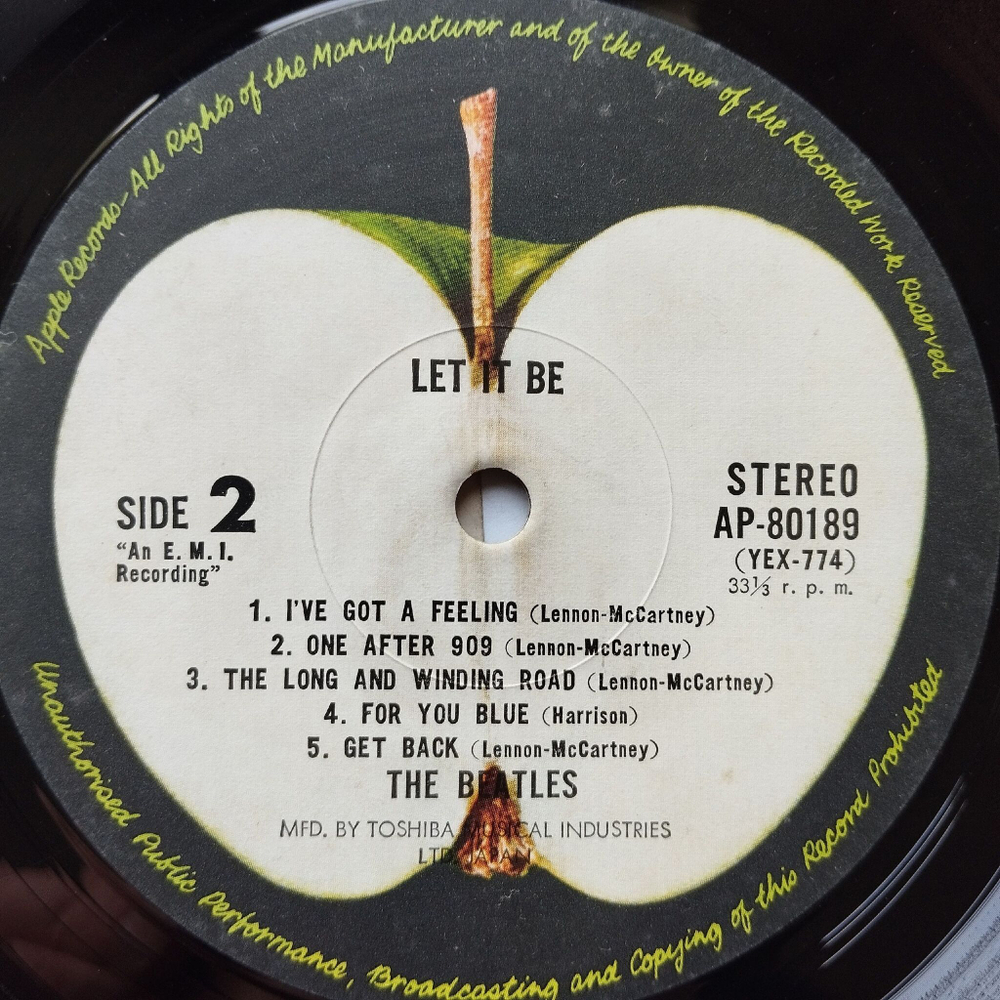 Apple Records-All Rights of the Manufacturer and of the Owner of the Recorded Work Reserved
LET IT BE
SIDE 2
"An E. M. I.
Recording"
STEREO
AP-80189
(YEX-774)
33⅓ r. p. m.
1. I'VE GOT A FEELING (Lennon-McCartney)
2. ONE AFTER 909 (Lennon-McCartney)
3. THE LONG AND WINDING ROAD (Lennon-McCartney)
4. FOR YOU BLUE (Harrison)
5. GET BACK (Lennon-McCartney)
THE BEATLES
MFD. BY TOSHIBA MUSICAL INDUSTRIES
LTD. JAPAN
Unauthorised Public Performance, Broadcasting and Copying of this Record Prohibited